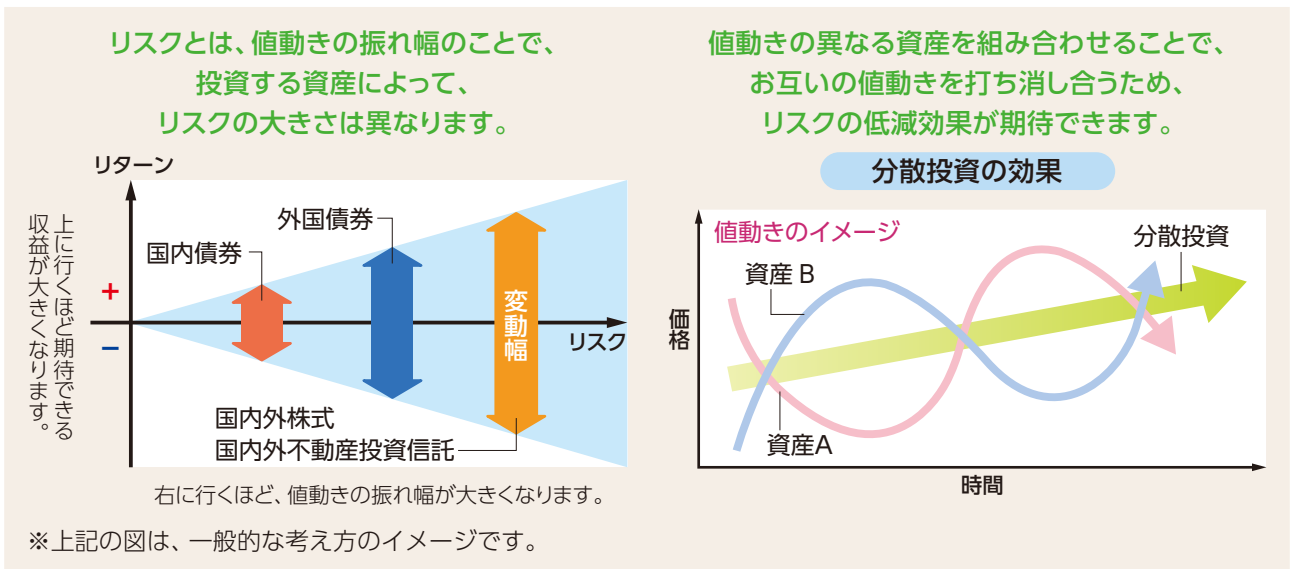 リスクとは、値動きの振れ幅のことで、
投資する資産によって、
リスクの大きさは異なります。
リターン
上に行くほど期待できる
収益が大きくなります。
+
−
国内債券
外国債券
変動幅
リスク
国内外株式
国内外不動産投資信託
右に行くほど、値動きの振れ幅が大きくなります。
※上記の図は、一般的な考え方のイメージです。
値動きの異なる資産を組み合わせることで、
お互いの値動きを打ち消し合うため、
リスクの低減効果が期待できます。
分散投資の効果
値動きのイメージ
分散投資
資産 B
価格
資産A
時間